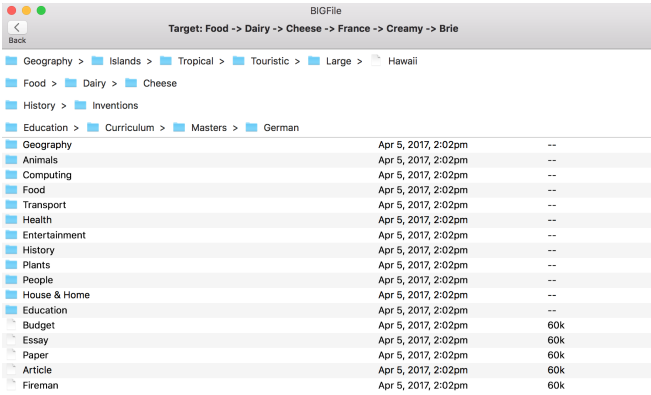 BIGFile
Back
Target: Food -> Dairy -> Cheese -> France -> Creamy -> Brie
Geography > Islands > Tropical > Touristic > Large > Hawaii
Food > Dairy > Cheese
History > Inventions
Education > Curriculum > Masters > German
Geography Apr 5, 2017, 2:02pm --
Animals Apr 5, 2017, 2:02pm --
Computing Apr 5, 2017, 2:02pm --
Food Apr 5, 2017, 2:02pm --
Transport Apr 5, 2017, 2:02pm --
Health Apr 5, 2017, 2:02pm --
Entertainment Apr 5, 2017, 2:02pm --
History Apr 5, 2017, 2:02pm --
Plants Apr 5, 2017, 2:02pm --
People Apr 5, 2017, 2:02pm --
House & Home Apr 5, 2017, 2:02pm --
Education Apr 5, 2017, 2:02pm --
Budget Apr 5, 2017, 2:02pm 60k
Essay Apr 5, 2017, 2:02pm 60k
Paper Apr 5, 2017, 2:02pm 60k
Article Apr 5, 2017, 2:02pm 60k
Fireman Apr 5, 2017, 2:02pm 60k